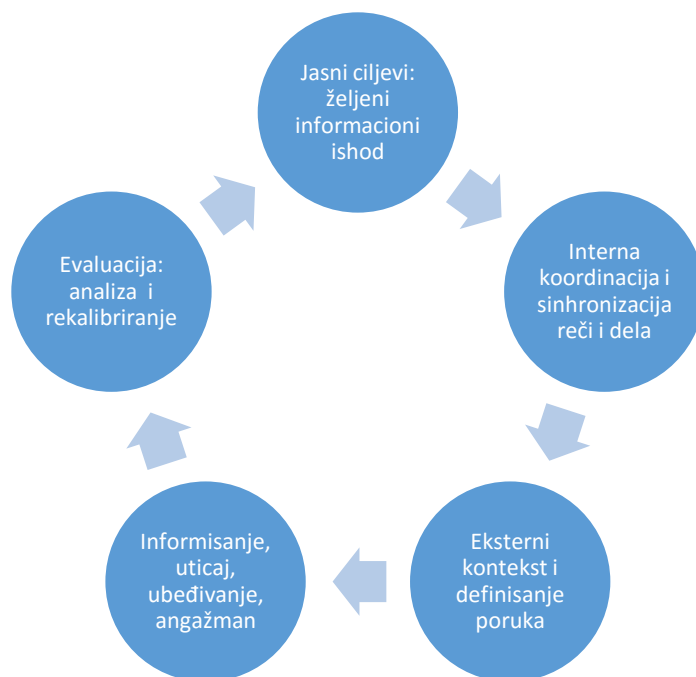 Jasni ciljevi:
željeni
informacioni
ishod
Interna
koordinacija i
sinhronizacija
reči i dela
Eksterni
kontekst i
definisanje
poruka
Informisanje,
uticaj,
ubeđivanje,
angažman
Evaluacija:
analiza i
rekalibriranje